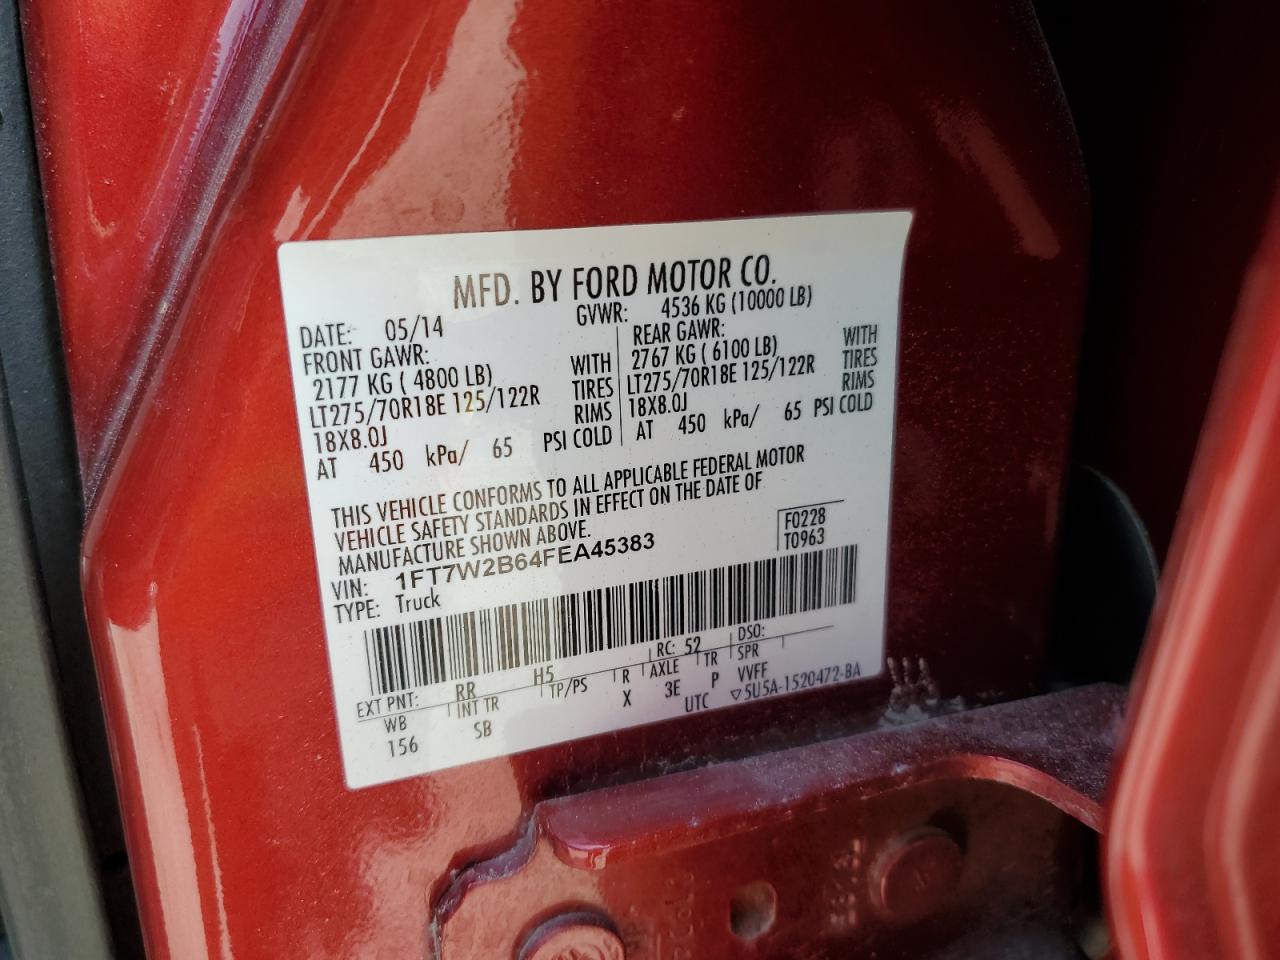 MFD. BY FORD MOTOR CO.
DATE: 05/14 GVWR: 4536 KG (10000 LB)
FRONT GAWR: REAR GAWR:
2177 KG ( 4800 LB) WITH 2767 KG ( 6100 LB) WITH
LT275/70R18E 125/122R TIRES LT275/70R18E 125/122R TIRES
18X8.0J RIMS 18X8.0J RIMS
AT 450 kPa/ 65 PSI COLD AT 450 kPa/ 65 PSI COLD
THIS VEHICLE CONFORMS TO ALL APPLICABLE FEDERAL MOTOR
VEHICLE SAFETY STANDARDS IN EFFECT ON THE DATE OF
MANUFACTURE SHOWN ABOVE.
F0228
T0963
VIN: 1FT7W2B64FEA45383
TYPE: Truck
EXT PNT: RR H5 RC: 52 DSO:
WB INT TR TP/PS R AXLE TR SPR
156 SB X 3E P VVFF
UTC ▽5U5A-1520472-BA